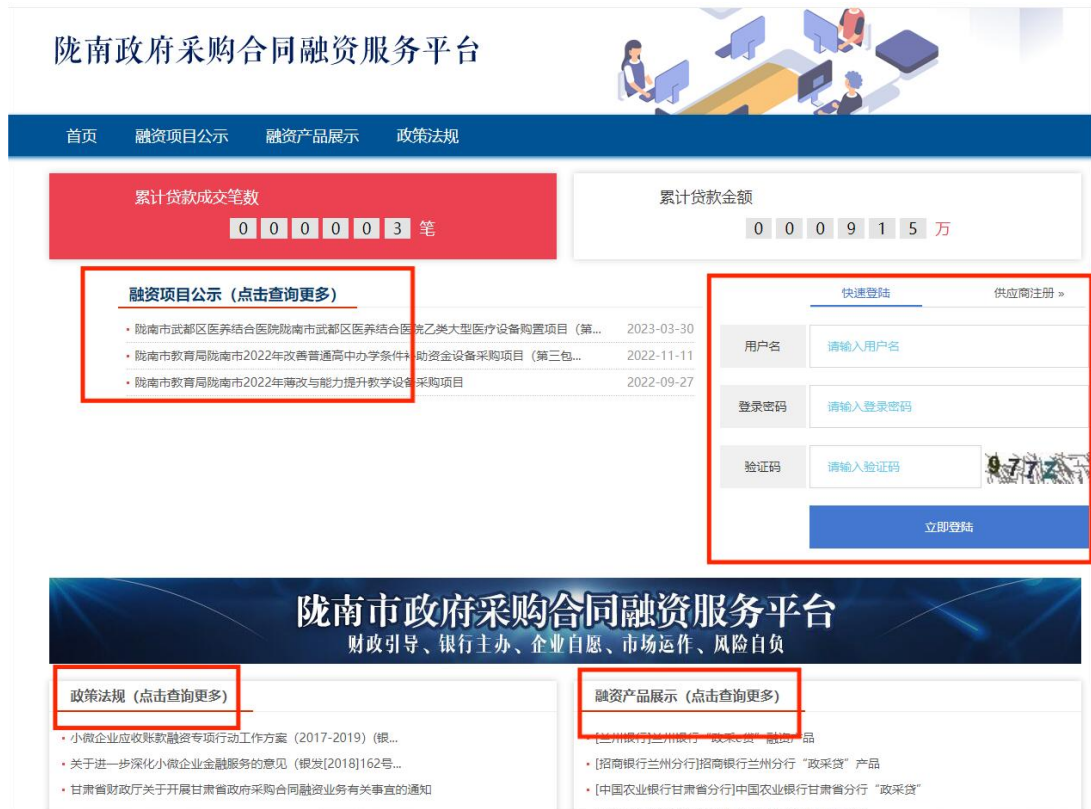 陇南政府采购合同融资服务平台
首页 融资项目公示 融资产品展示 政策法规
累计贷款成交笔数
000003 笔
累计贷款金额
000915 万
融资项目公示（点击查询更多）
• 陇南市武都区医养结合医院陇南市武都区医养结合医院乙类大型医疗设备购置项目（第... 2023-03-30
• 陇南市教育局陇南市2022年改善普通高中办学条件补助资金设备采购项目（第三包... 2022-11-11
• 陇南市教育局陇南市2022年薄改与能力提升教学设备采购项目 2022-09-27
快速登陆 供应商注册 »
用户名 请输入用户名
登录密码 请输入登录密码
验证码 请输入验证码 977Z
立即登陆
陇南市政府采购合同融资服务平台
财政引导、银行主办、企业自愿、市场运作、风险自负
政策法规（点击查询更多）
• 小微企业应收账款融资专项行动工作方案（2017-2019）（银...
• 关于进一步深化小微企业金融服务的意见（银发[2018]162号...
• 甘肃省财政厅关于开展甘肃省政府采购合同融资业务有关事宜的通知
融资产品展示（点击查询更多）
• [兰州银行]兰州银行“政采e贷”融资产品
• [招商银行兰州分行]招商银行兰州分行“政采贷”产品
• [中国农业银行甘肃省分行]中国农业银行甘肃省分行“政采贷”